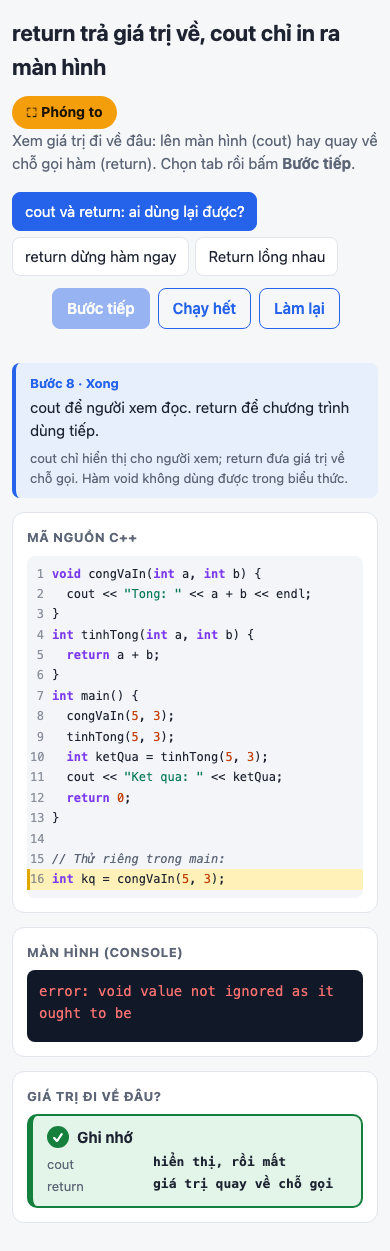 return trả giá trị về, cout chỉ in ra
màn hình
Phóng to
Xem giá trị đi về đâu: lên màn hình (cout) hay quay về
chỗ gọi hàm (return). Chọn tab rồi bấm Bước tiếp.
cout và return: ai dùng lại được?
return dừng hàm ngay
Return lồng nhau
Bước tiếp
Chạy hết
Làm lại
Bước 8 · Xong
cout để người xem đọc. return để chương trình
dùng tiếp.
cout chỉ hiển thị cho người xem; return đưa giá trị về
chỗ gọi. Hàm void không dùng được trong biểu thức.
MÃ NGUỒN C++
1 void congVaIn(int a, int b) {
2   cout << "Tong: " << a + b << endl;
3 }
4 int tinhTong(int a, int b) {
5   return a + b;
6 }
7 int main() {
8   congVaIn(5, 3);
9   tinhTong(5, 3);
10   int ketQua = tinhTong(5, 3);
11   cout << "Ket qua: " << ketQua;
12   return 0;
13 }
14
15 // Thử riêng trong main:
16 int kq = congVaIn(5, 3);
MÀN HÌNH (CONSOLE)
error: void value not ignored as it
ought to be
GIÁ TRỊ ĐI VỀ ĐÂU?
Ghi nhớ
cout hiển thị, rồi mất
return giá trị quay về chỗ gọi